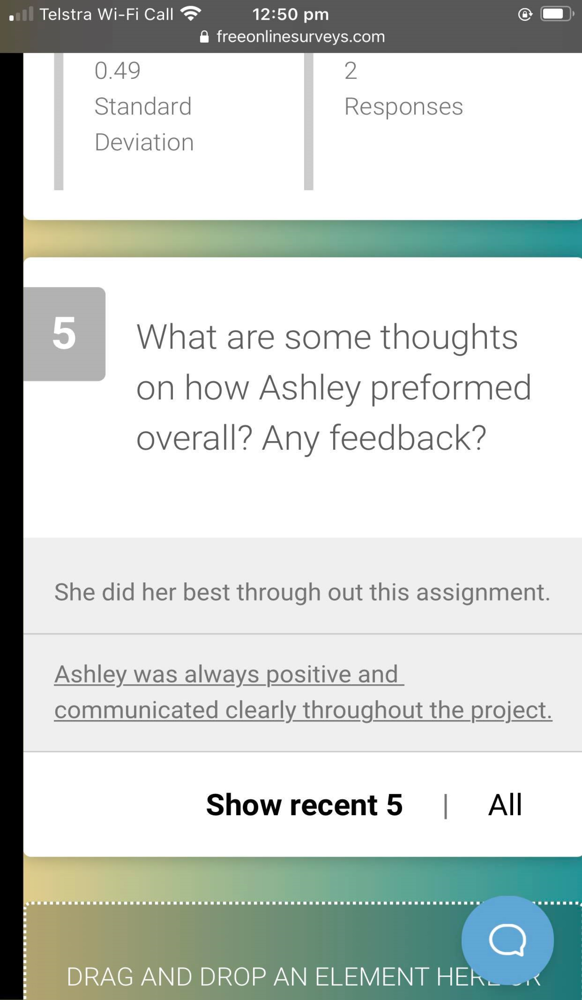 Telstra Wi-Fi Call 12:50 pm
freeonlinesurveys.com
0.49 2
Standard Responses
Deviation
5 What are some thoughts
on how Ashley preformed
overall? Any feedback?
She did her best through out this assignment.
Ashley was always positive and
communicated clearly throughout the project.
Show recent 5 | All
DRAG AND DROP AN ELEMENT